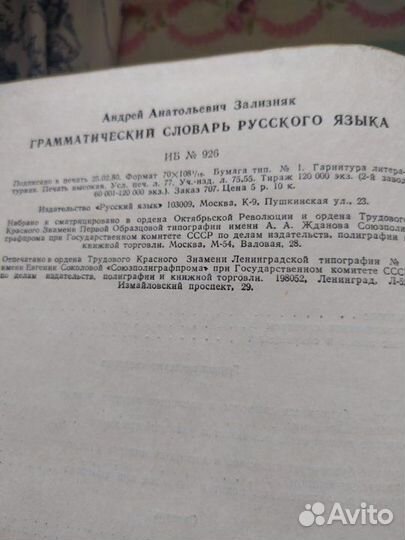 Андрей Анатольевич Зализняк
ГРАММАТИЧЕСКИЙ СЛОВАРЬ РУССКОГО ЯЗЫКА
ИБ № 926
Подписано в печать 25.02.80. Формат 70×108¹/₁₆. Бумага тип. № 1. Гарнитура литера-
турная. Печать высокая. Усл. печ. л. 77. Уч.-изд. л. 75,55. Тираж 120 000 экз. (2-й завод
60 001-120 000 экз.). Заказ 707. Цена 5 р. 10 к.
Издательство «Русский язык» 103009, Москва, К-9, Пушкинская ул., 23.
Набрано и сматрицировано в ордена Октябрьской Революции и ордена Трудового
Красного Знамени Первой Образцовой типографии имени А. А. Жданова Союзполи-
графпрома при Государственном комитете СССР по делам издательств, полиграфии и
книжной торговли. Москва, М-54, Валовая, 28.
Отпечатано в ордена Трудового Красного Знамени Ленинградской типографии №
имени Евгении Соколовой «Союзполиграфпрома» при Государственном комитете СССР
по делам издательств, полиграфии и книжной торговли. 198052, Ленинград, Л-52
Измайловский проспект, 29.
Avito